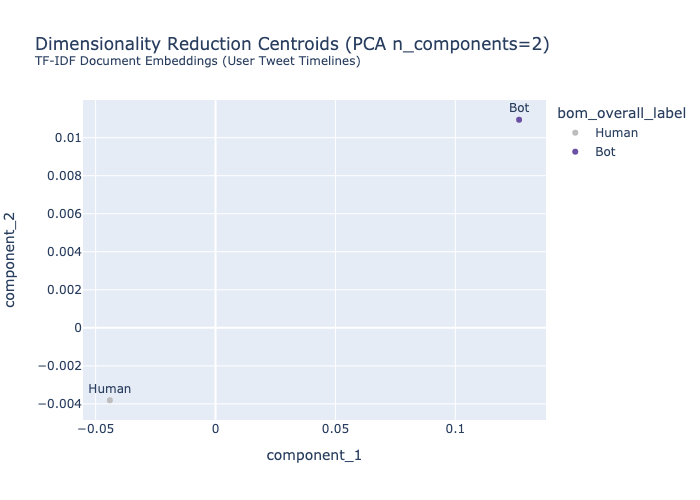 Dimensionality Reduction Centroids (PCA n_components=2)
TF-IDF Document Embeddings (User Tweet Timelines)
Bot
bom_overall_label
Human
Bot
0.01
0.008
0.006
0.004
0.002
0
−0.002
−0.004
component_2
Human
−0.05
0
0.05
0.1
component_1